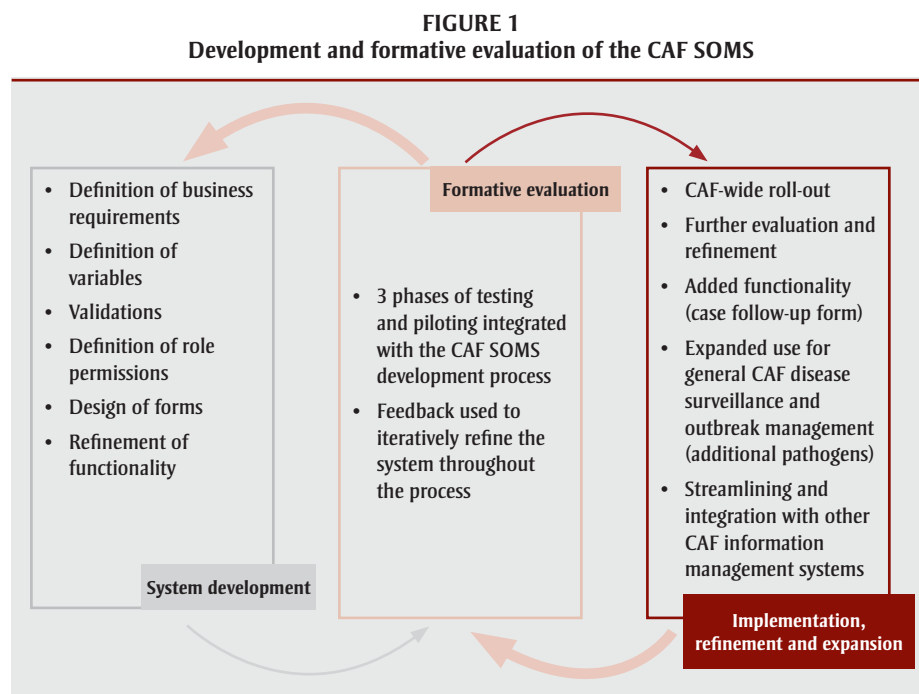 FIGURE 1
Development and formative evaluation of the CAF SOMS
• Definition of business
requirements
• Definition of
variables
• Validations
• Definition of role
permissions
• Design of forms
• Refinement of
functionality
System development
Formative evaluation
• 3 phases of testing
and piloting integrated
with the CAF SOMS
development process
• Feedback used to
iteratively refine the
system throughout
the process
• CAF-wide roll-out
• Further evaluation and
refinement
• Added functionality
(case follow-up form)
• Expanded use for
general CAF disease
surveillance and
outbreak management
(additional pathogens)
• Streamlining and
integration with other
CAF information
management systems
Implementation,
refinement and expansion